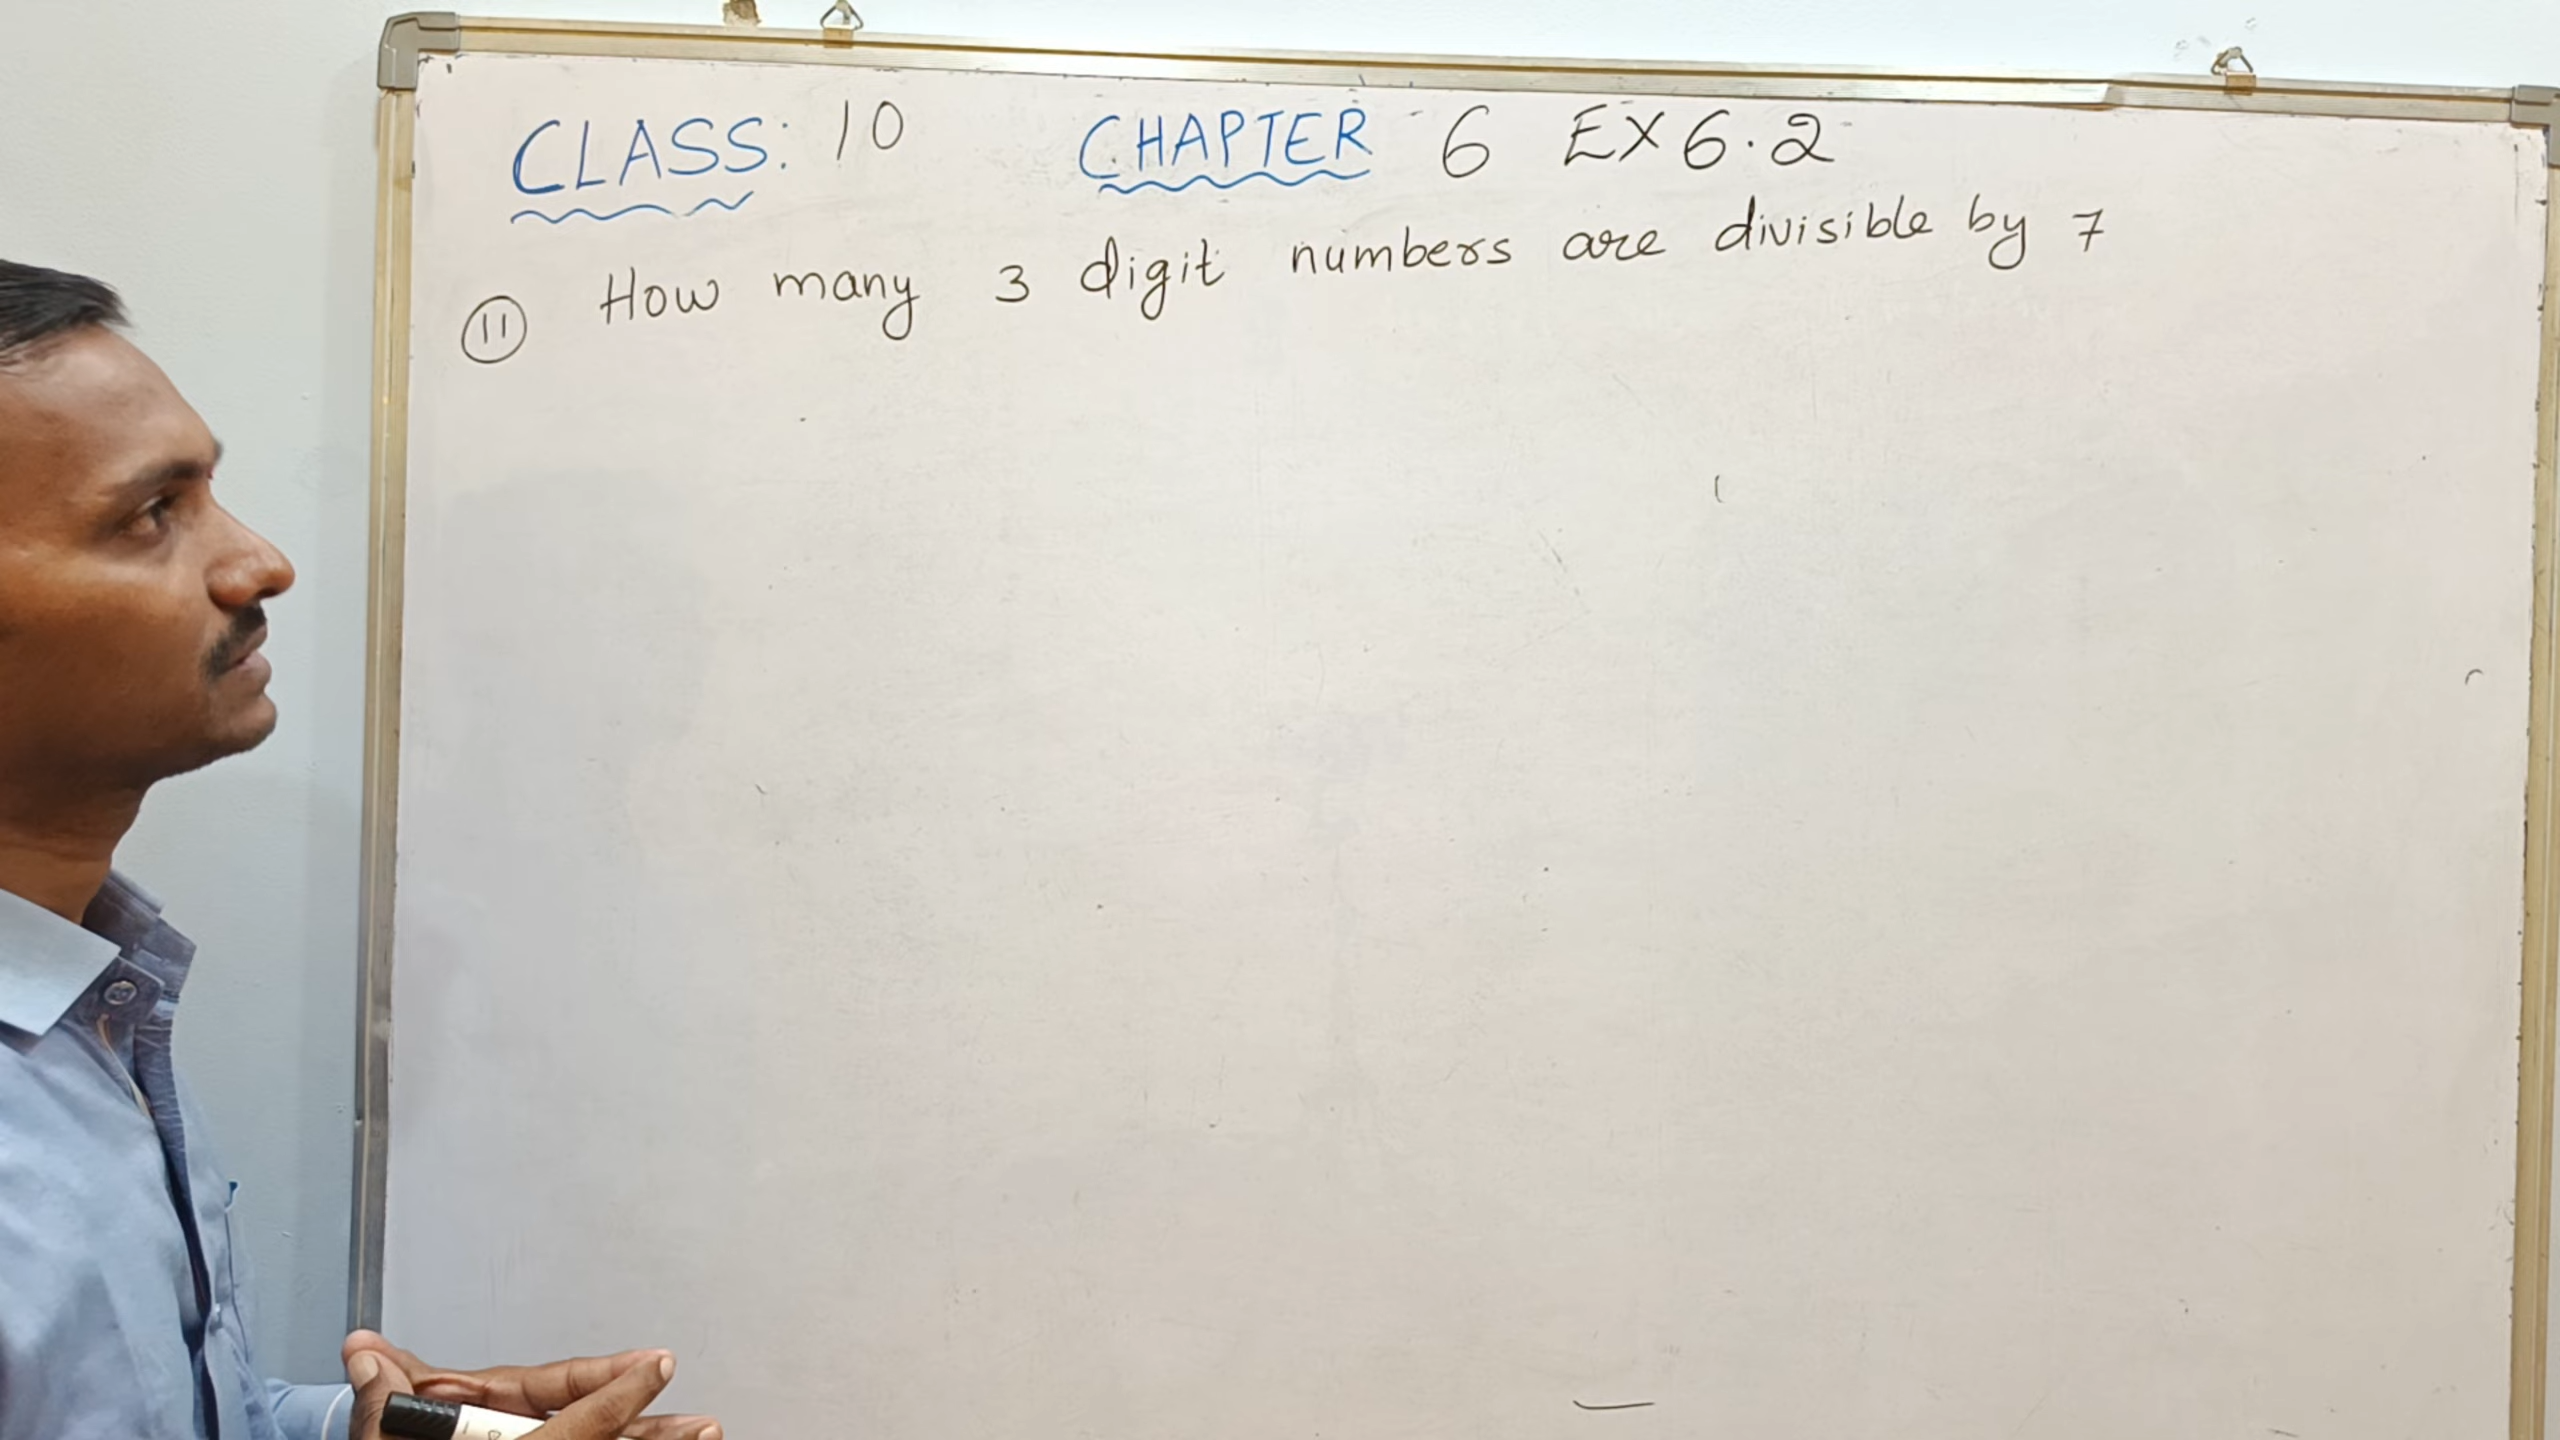 CLASS: 10 CHAPTER 6 EX 6.2
11 How many 3 digit numbers are divisible by 7